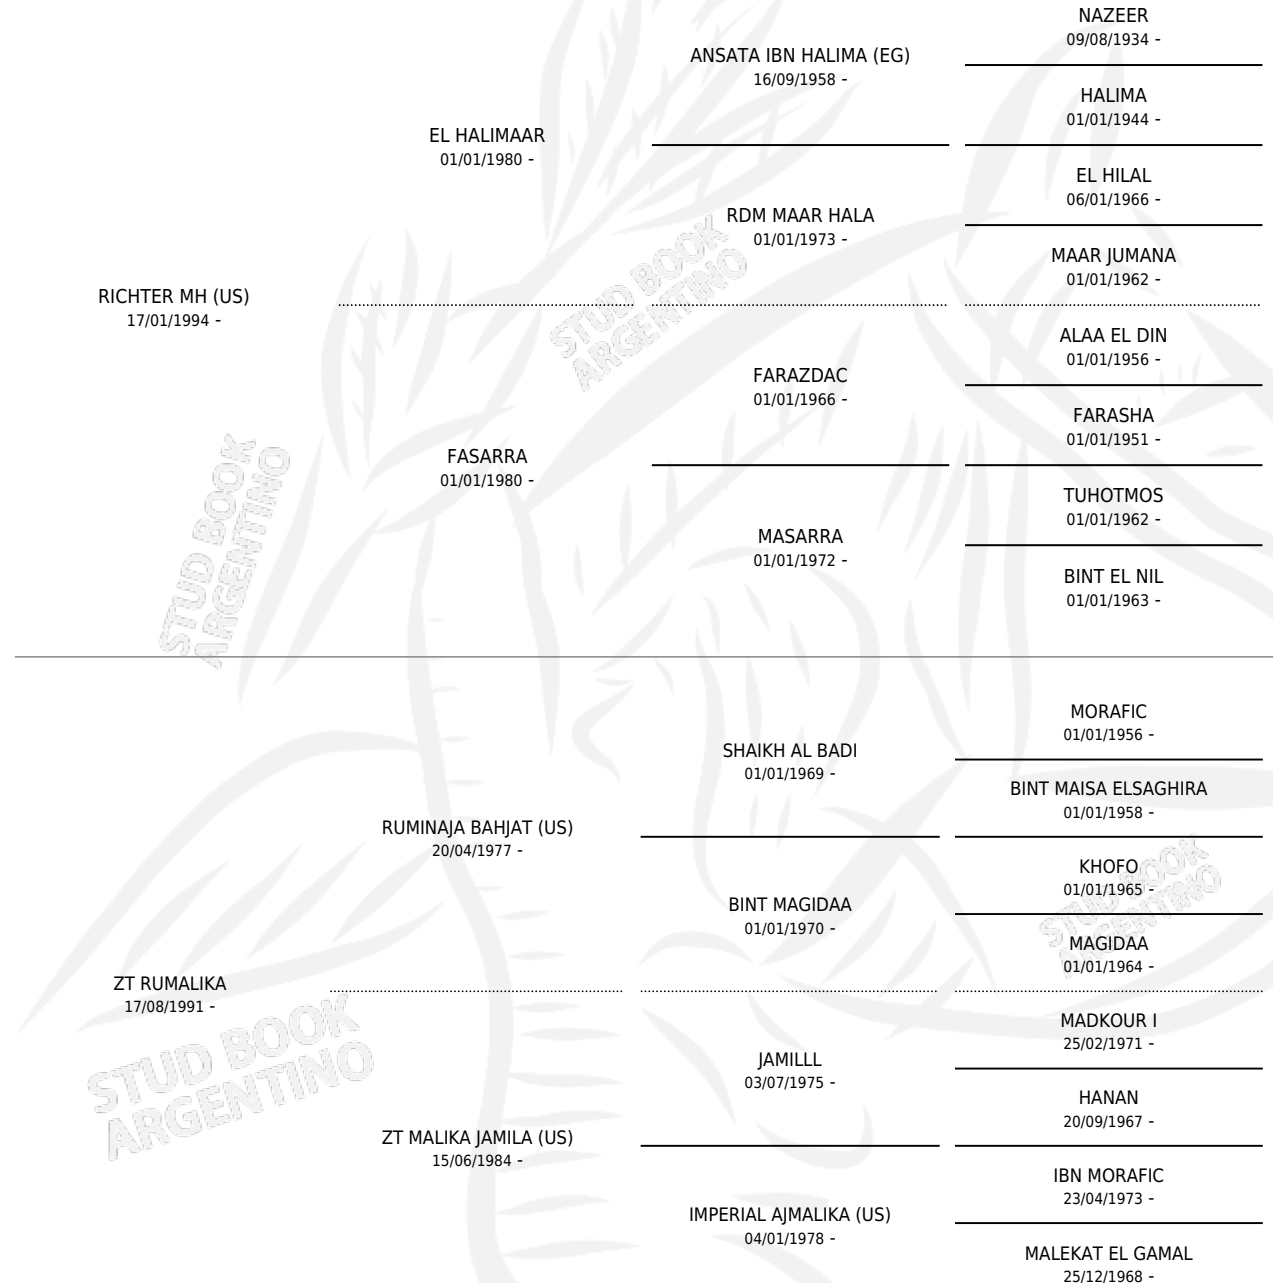 NAZEER
09/08/1934 -
ANSATA IBN HALIMA (EG)
16/09/1958 -
HALIMA
01/01/1944 -
EL HALIMAAR
01/01/1980 -
EL HILAL
06/01/1966 -
RDM MAAR HALA
01/01/1973 -
MAAR JUMANA
01/01/1962 -
RICHTER MH (US)
17/01/1994 -
ALAA EL DIN
01/01/1956 -
FARAZDAC
01/01/1966 -
FARASHA
01/01/1951 -
FASARRA
01/01/1980 -
TUHOTMOS
01/01/1962 -
MASARRA
01/01/1972 -
BINT EL NIL
01/01/1963 -
MORAFIC
01/01/1956 -
SHAIKH AL BADI
01/01/1969 -
BINT MAISA ELSAGHIRA
01/01/1958 -
RUMINAJA BAHJAT (US)
20/04/1977 -
KHOFO
01/01/1965 -
BINT MAGIDAA
01/01/1970 -
MAGIDAA
01/01/1964 -
ZT RUMALIKA
17/08/1991 -
MADKOUR I
25/02/1971 -
JAMILLL
03/07/1975 -
HANAN
20/09/1967 -
ZT MALIKA JAMILA (US)
15/06/1984 -
IBN MORAFIC
23/04/1973 -
IMPERIAL AJMALIKA (US)
04/01/1978 -
MALEKAT EL GAMAL
25/12/1968 -
STUD BOOK
ARGENTINO
STUD BOOK
ARGENTINO
STUD BOOK
ARGENTINO
STUD BOOK
ARGENTINO